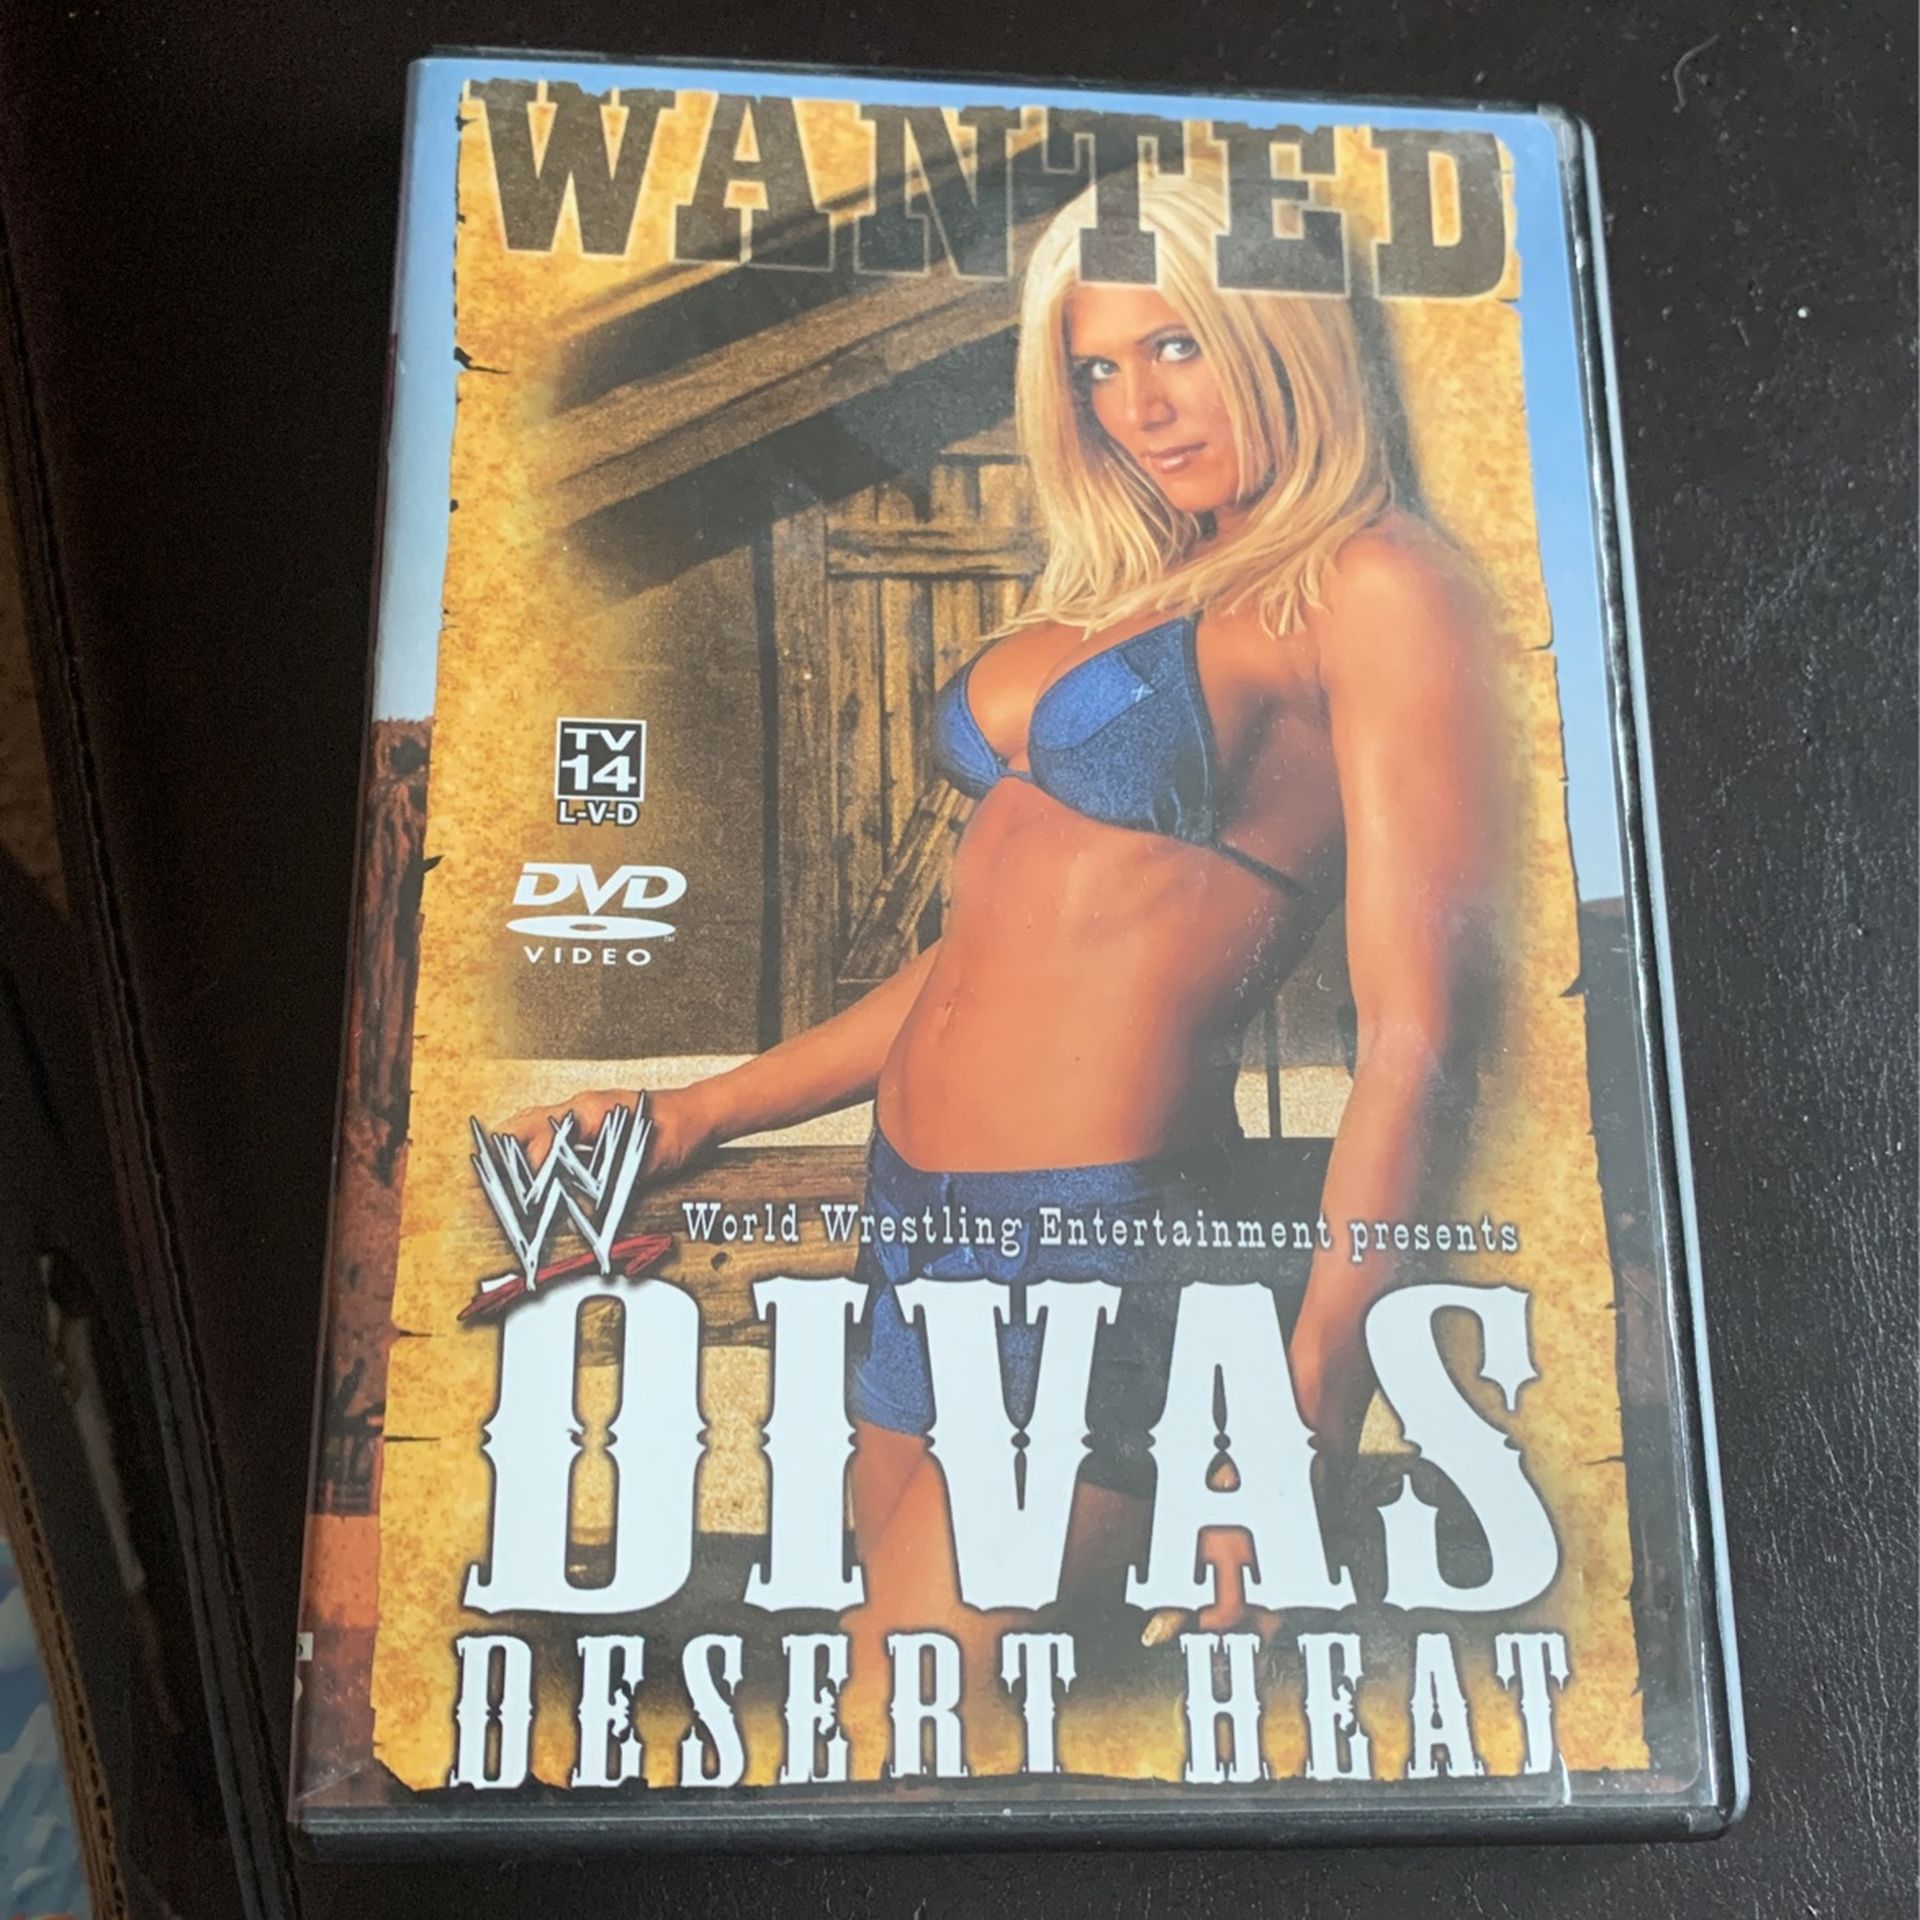 WANTED
TV
14
L-V-D
DVD
VIDEO
W
World Wrestling Entertainment presents
DIVAS
DESERT HEAT